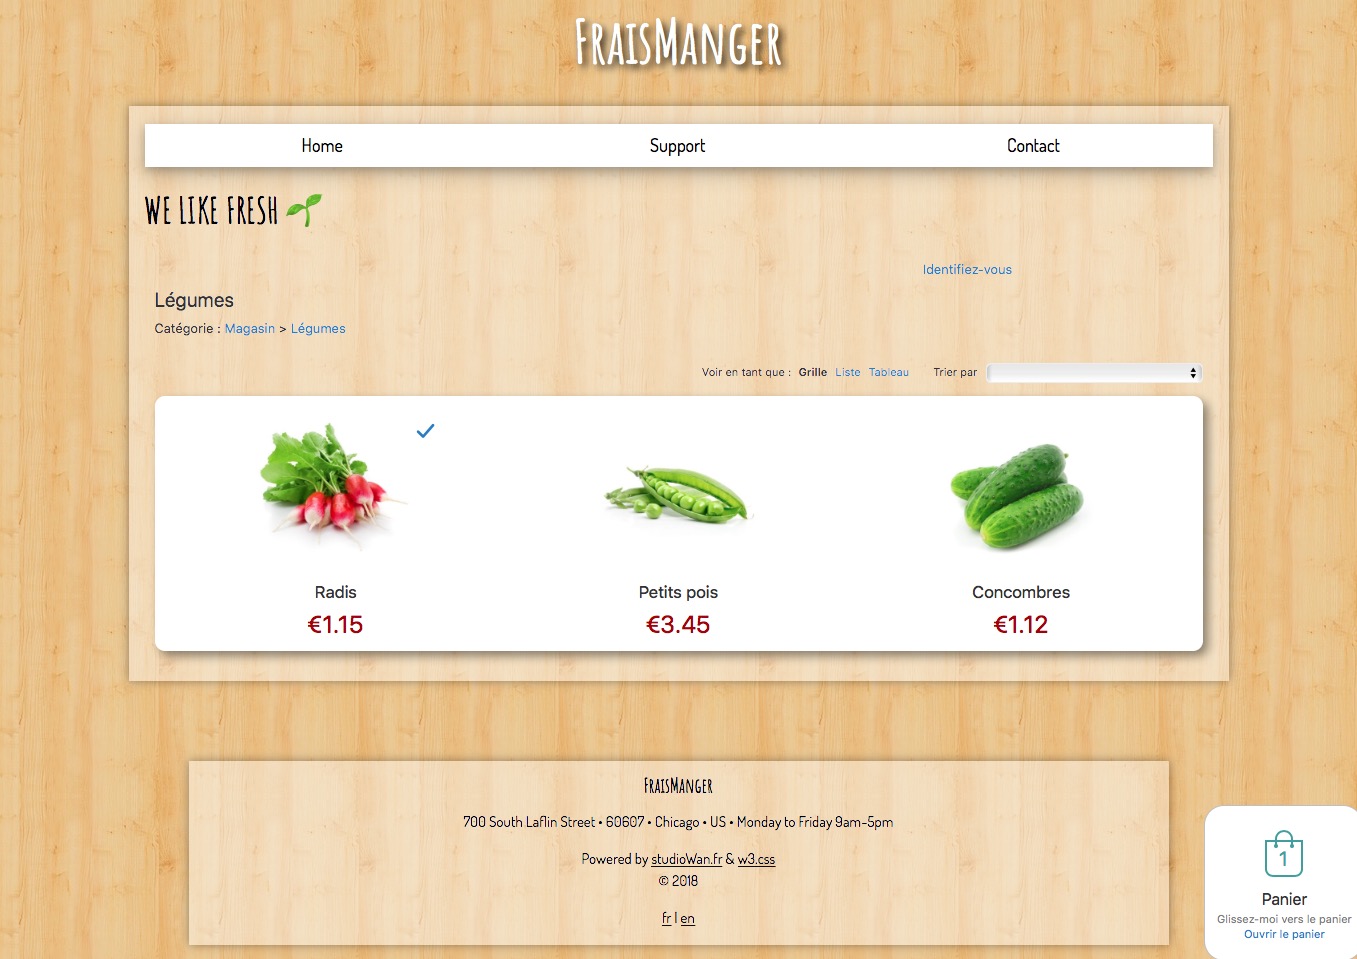 FraisManger
Home Support Contact
WE LIKE FRESH 🌱
Identifiez-vous
Légumes
Catégorie : Magasin > Légumes
Voir en tant que : Grille Liste Tableau Trier par
Radis Petits pois Concombres
€1.15 €3.45 €1.12
FraisManger
700 South Laflin Street • 60607 • Chicago • US • Monday to Friday 9am-5pm
Powered by studioWan.fr & w3.css
© 2018
fr | en
1
Panier
Glissez-moi vers le panier
Ouvrir le panier